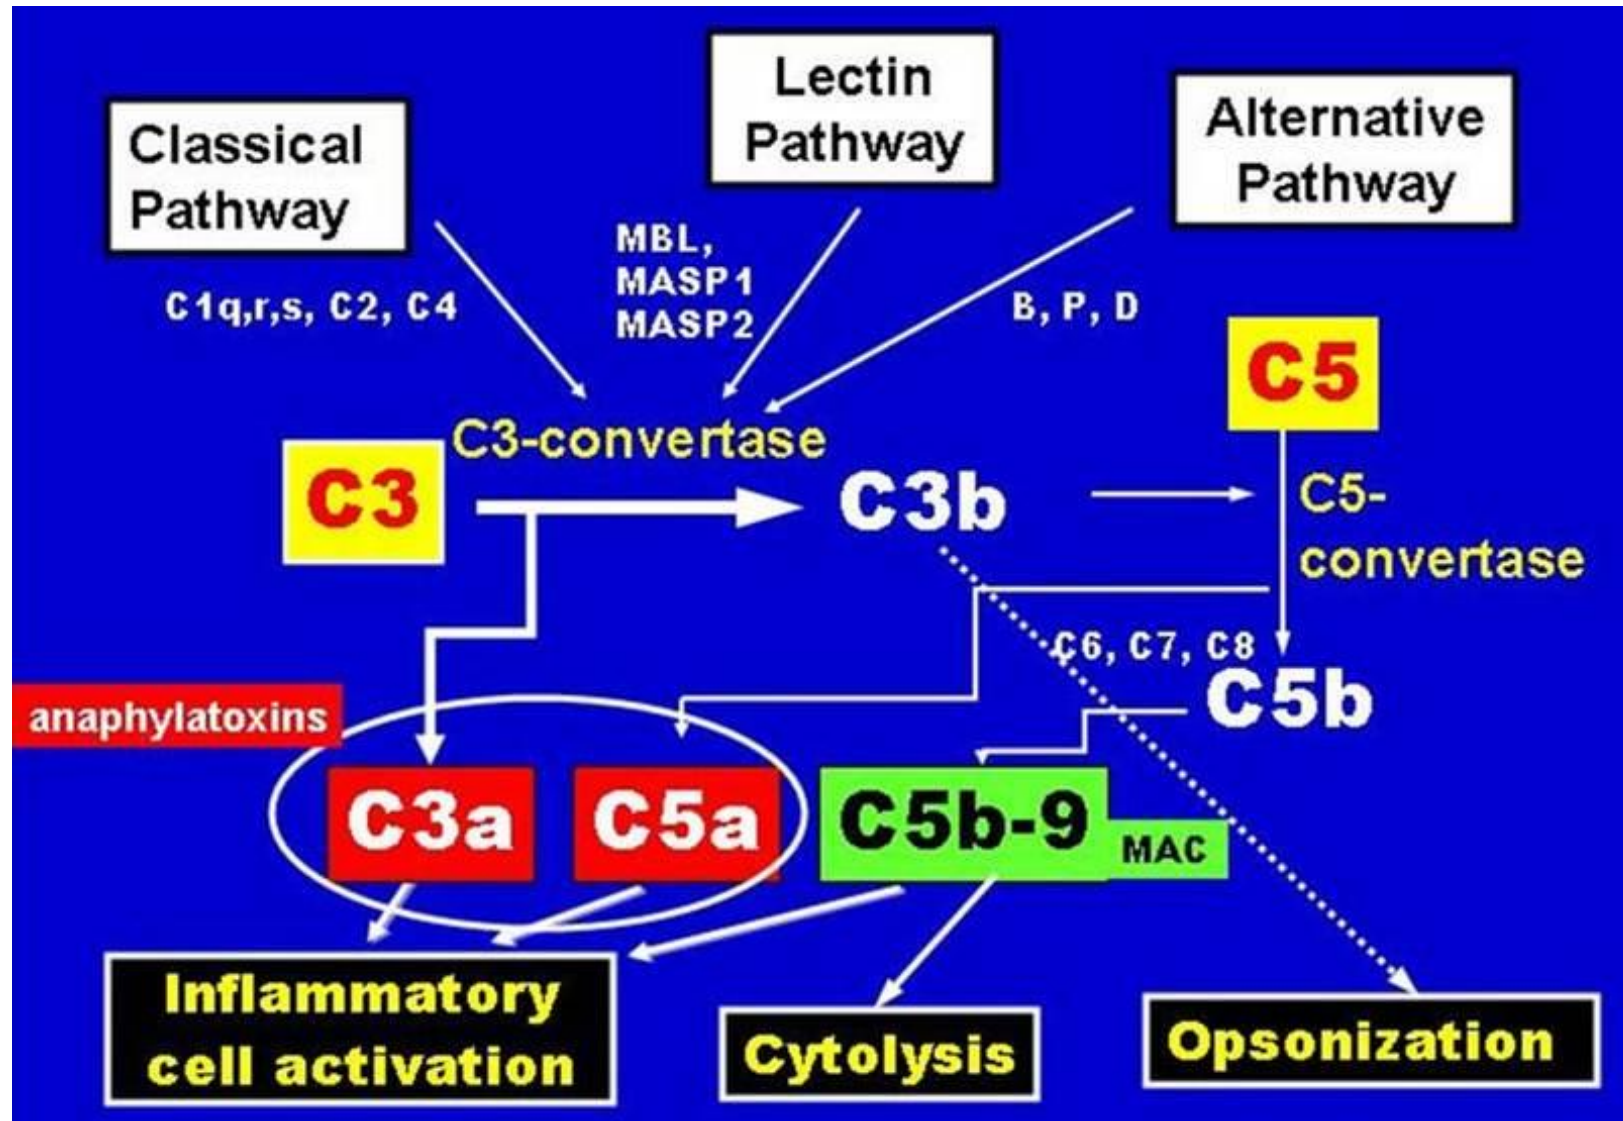 Classical
Pathway
Lectin
Pathway
Alternative
Pathway
C1q,r,s, C2, C4
MBL,
MASP1
MASP2
B, P, D
C5
C3-convertase
C3
C3b
C5-
convertase
C6, C7, C8
C5b
anaphylatoxins
C3a
C5a
C5b-9
MAC
Inflammatory
cell activation
Cytolysis
Opsonization